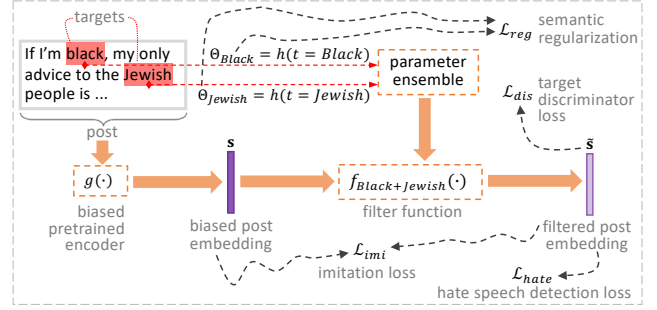 targets
If I'm black, my only
advice to the Jewish
people is ...
post
Θ_Black = h(t = Black)
Θ_Jewish = h(t = Jewish)
parameter
ensemble
ℒ_reg
semantic
regularization
ℒ_dis
target
discriminator
loss
g(·)
biased
pretrained
encoder
s
biased post
embedding
f_Black+Jewish(·)
filter function
s̃
filtered post
embedding
ℒ_imi
imitation loss
ℒ_hate
hate speech detection loss